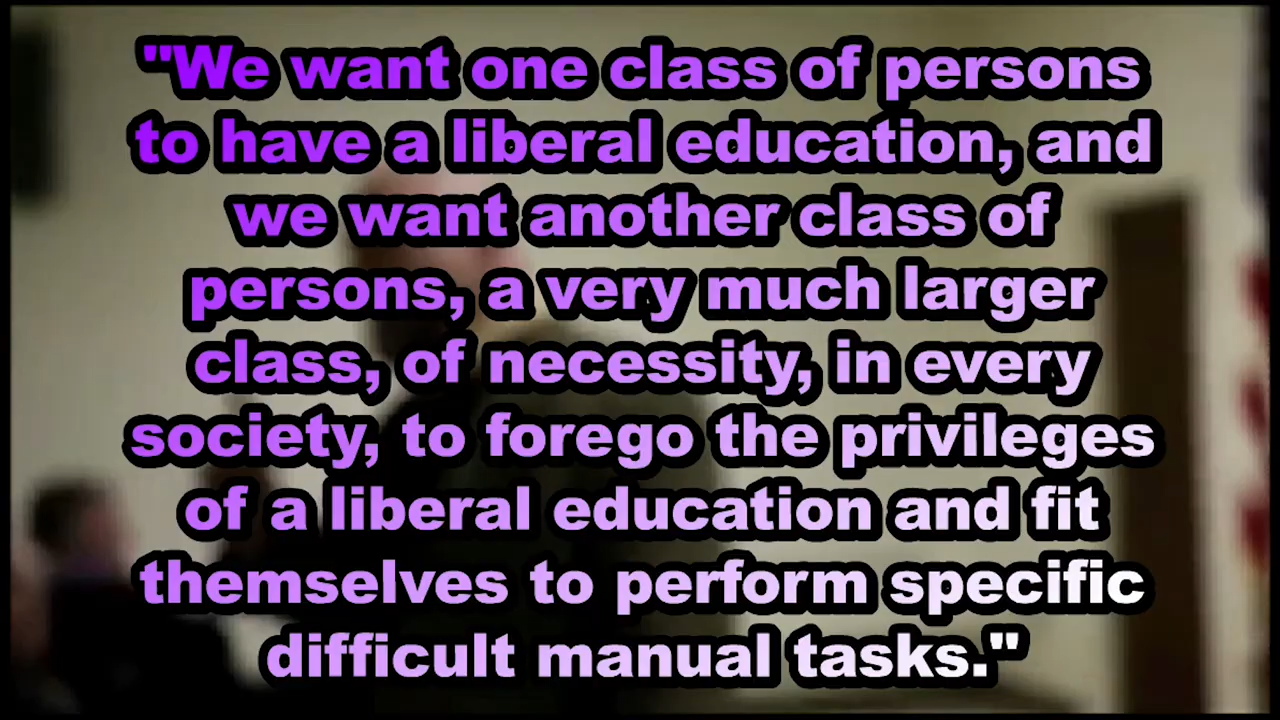 "We want one class of persons
to have a liberal education, and
we want another class of
persons, a very much larger
class, of necessity, in every
society, to forego the privileges
of a liberal education and fit
themselves to perform specific
difficult manual tasks."